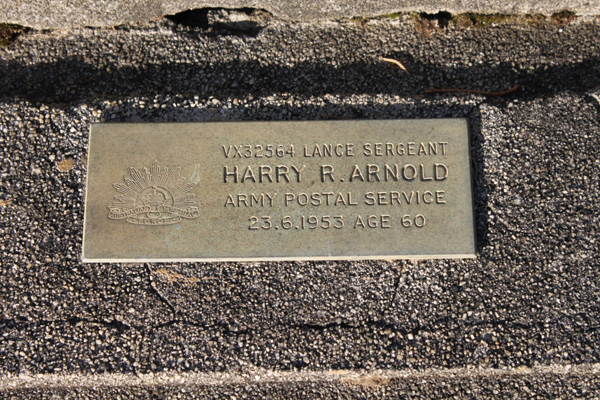 VX32564 LANCE SERGEANT
HARRY R. ARNOLD
ARMY POSTAL SERVICE
23.6.1953 AGE 60